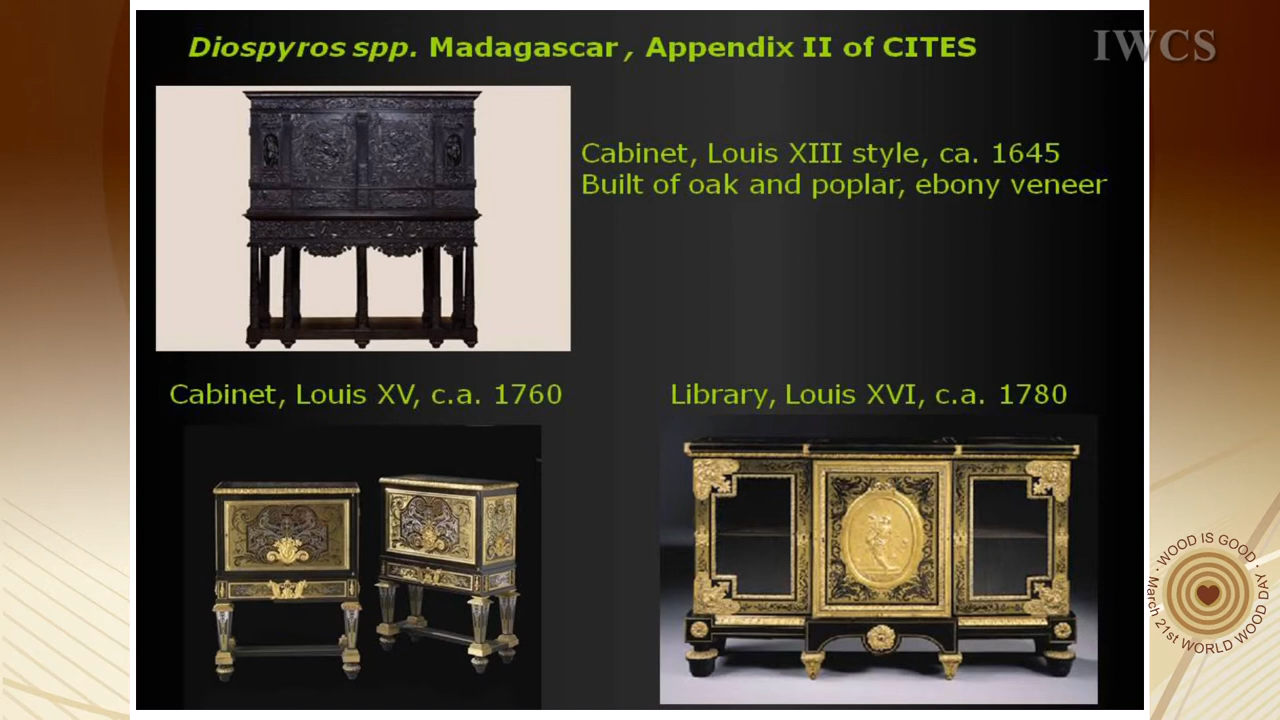 Diospyros spp. Madagascar, Appendix II of CITES
IWCS
Cabinet, Louis XIII style, ca. 1645
Built of oak and poplar, ebony veneer
Cabinet, Louis XV, c.a. 1760
Library, Louis XVI, c.a. 1780
· WOOD IS GOOD ·
March 21st WORLD WOOD DAY